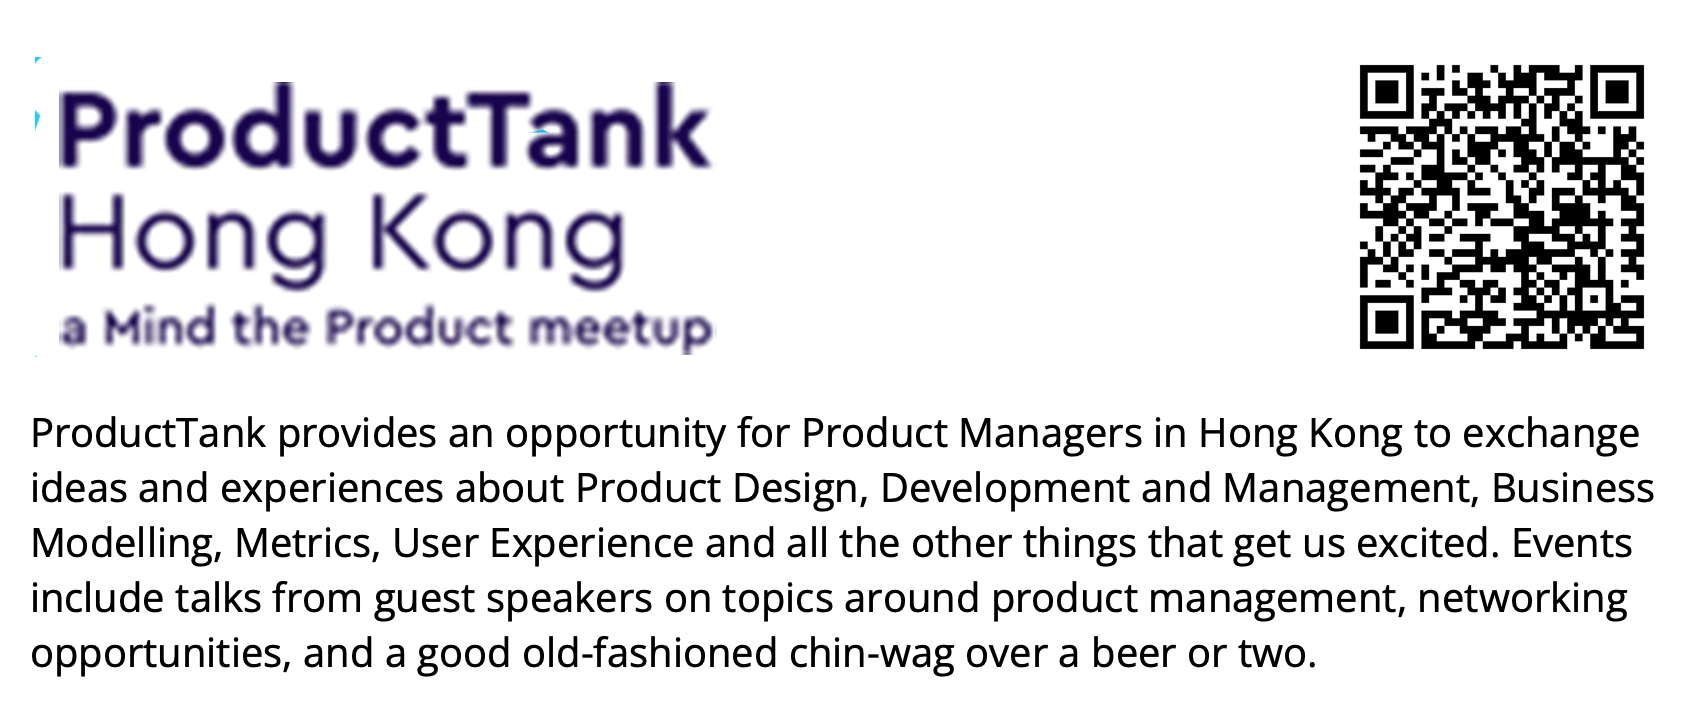 ProductTank
Hong Kong
a Mind the Product meetup
ProductTank provides an opportunity for Product Managers in Hong Kong to exchange
ideas and experiences about Product Design, Development and Management, Business
Modelling, Metrics, User Experience and all the other things that get us excited. Events
include talks from guest speakers on topics around product management, networking
opportunities, and a good old-fashioned chin-wag over a beer or two.